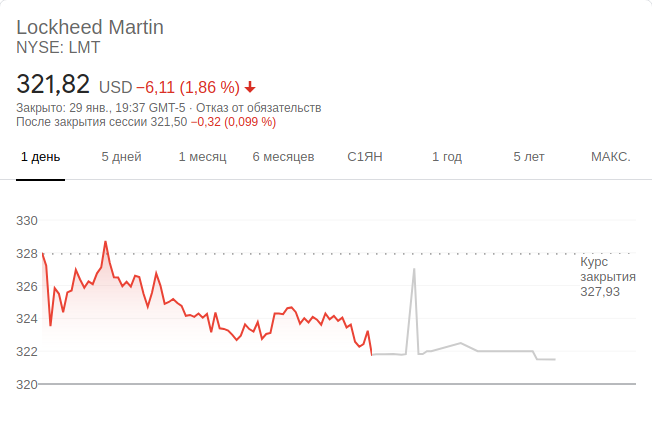 Lockheed Martin
NYSE: LMT
321,82 USD −6,11 (1,86 %)
Закрыто: 29 янв., 19:37 GMT-5 · Отказ от обязательств
После закрытия сессии 321,50 −0,32 (0,099 %)
1 день 5 дней 1 месяц 6 месяцев С1ЯН 1 год 5 лет МАКС.
330
328
326
324
322
320
Курс
закрытия
327,93